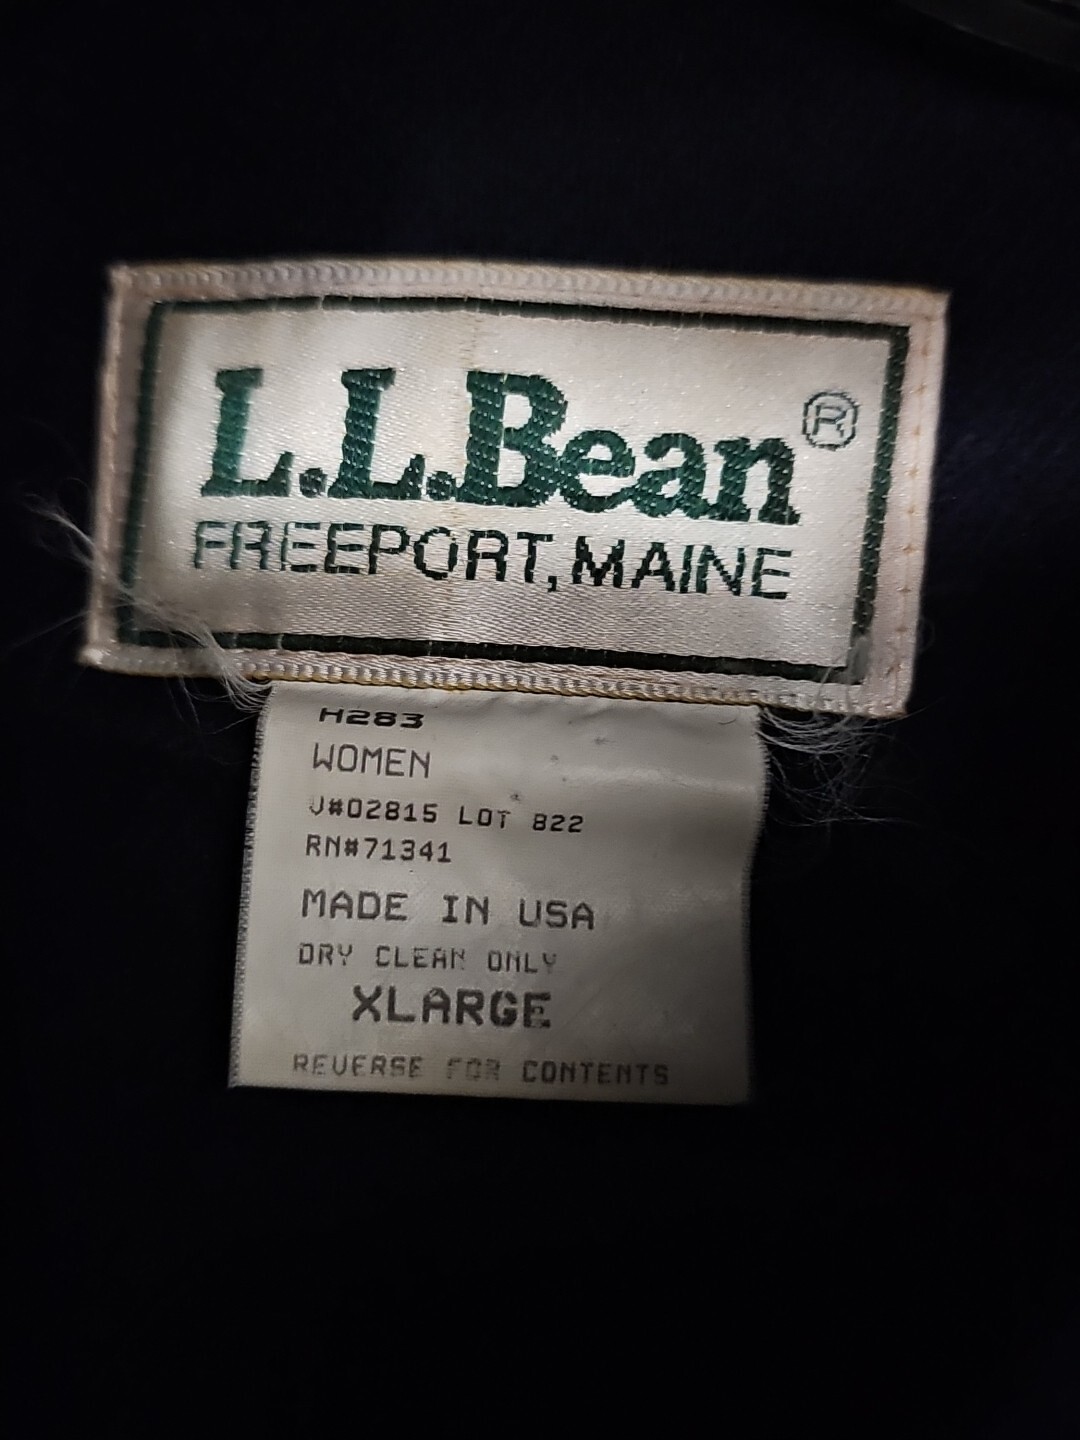 L.L.Bean®
FREEPORT, MAINE
H283
WOMEN
V#02815 LOT 822
RN#71341
MADE IN USA
DRY CLEAN ONLY
XLARGE
REVERSE FOR CONTENTS